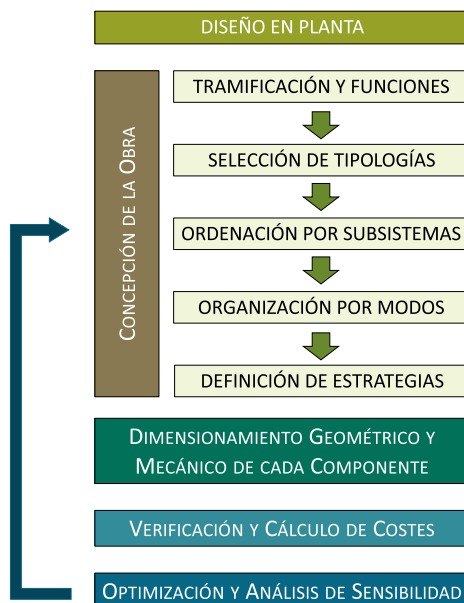 DISEÑO EN PLANTA
CONCEPCIÓN DE LA OBRA
TRAMIFICACIÓN Y FUNCIONES
SELECCIÓN DE TIPOLOGÍAS
ORDENACIÓN POR SUBSISTEMAS
ORGANIZACIÓN POR MODOS
DEFINICIÓN DE ESTRATEGIAS
DIMENSIONAMIENTO GEOMÉTRICO Y
MECÁNICO DE CADA COMPONENTE
VERIFICACIÓN Y CÁLCULO DE COSTES
OPTIMIZACIÓN Y ANÁLISIS DE SENSIBILIDAD